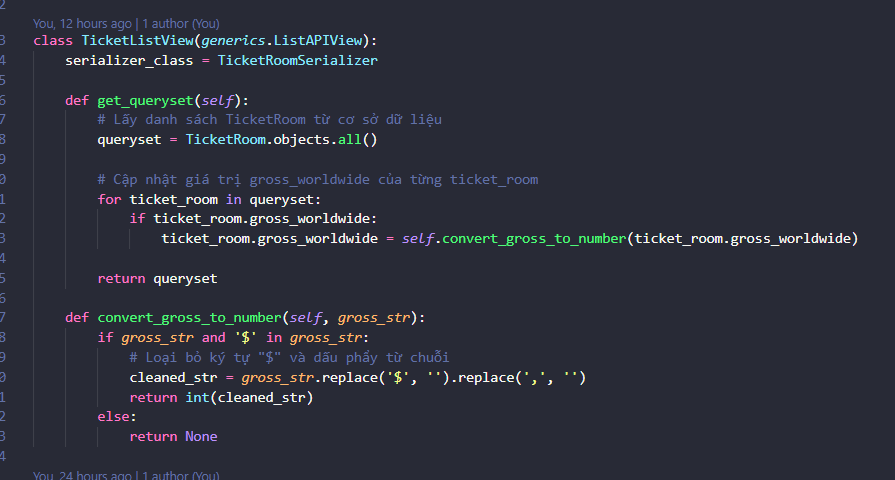 2
You, 12 hours ago | 1 author (You)
3 class TicketListView(generics.ListAPIView):
4     serializer_class = TicketRoomSerializer
5
6     def get_queryset(self):
7         # Lấy danh sách TicketRoom từ cơ sở dữ liệu
8         queryset = TicketRoom.objects.all()
9
0         # Cập nhật giá trị gross_worldwide của từng ticket_room
1         for ticket_room in queryset:
2             if ticket_room.gross_worldwide:
3                 ticket_room.gross_worldwide = self.convert_gross_to_number(ticket_room.gross_worldwide)
4
5         return queryset
6
7     def convert_gross_to_number(self, gross_str):
8         if gross_str and '$' in gross_str:
9             # Loại bỏ ký tự "$" và dấu phẩy từ chuỗi
0             cleaned_str = gross_str.replace('$', '').replace(',', '')
1             return int(cleaned_str)
2         else:
3             return None
4
You, 24 hours ago | 1 author (You)